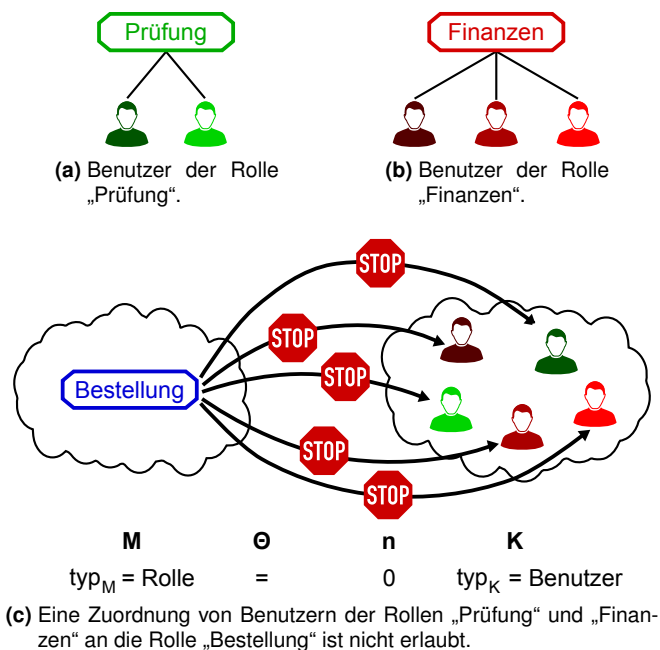 Prüfung
Finanzen
(a) Benutzer der Rolle
„Prüfung“.
(b) Benutzer der Rolle
„Finanzen“.
STOP
STOP
STOP
Bestellung
STOP
STOP
M Θ n K
typM = Rolle = 0 typK = Benutzer
(c) Eine Zuordnung von Benutzern der Rollen „Prüfung“ und „Finan-
zen“ an die Rolle „Bestellung“ ist nicht erlaubt.